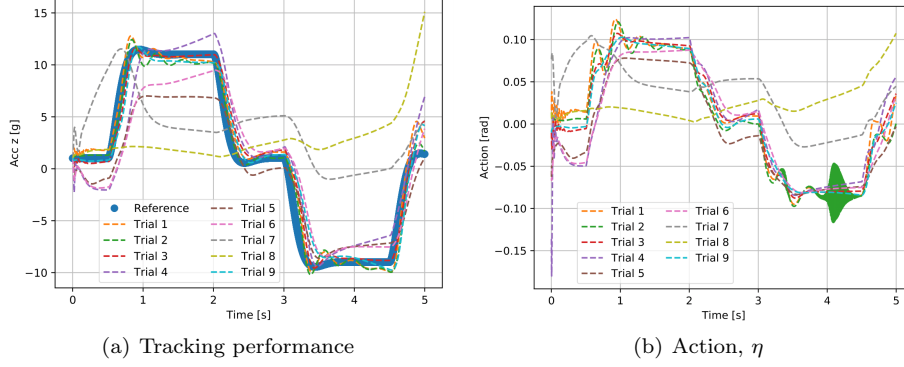 15
10
5
0
−5
−10
Acc z [g]
Reference
Trial 1
Trial 2
Trial 3
Trial 4
Trial 5
Trial 6
Trial 7
Trial 8
Trial 9
0 1 2 3 4 5
Time [s]
(a) Tracking performance
0.10
0.05
0.00
−0.05
−0.10
−0.15
Action [rad]
Trial 1
Trial 2
Trial 3
Trial 4
Trial 5
Trial 6
Trial 7
Trial 8
Trial 9
0 1 2 3 4 5
Time [s]
(b) Action, η